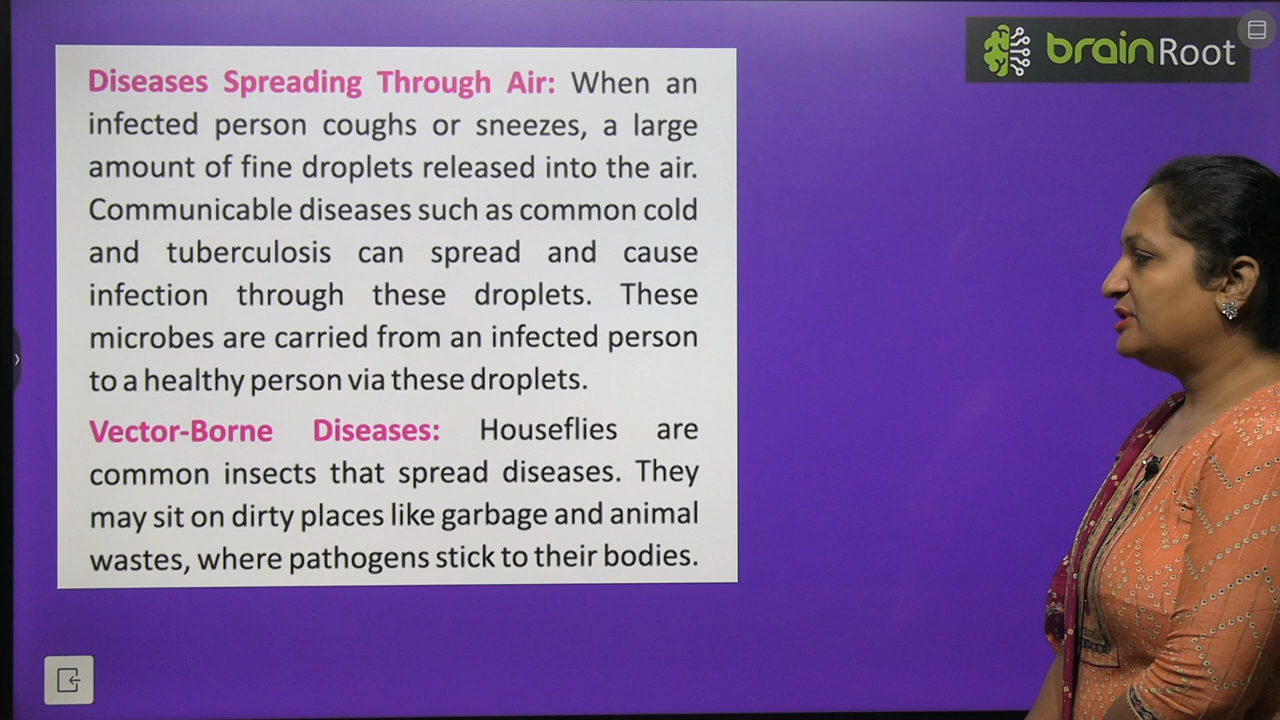 brainRoot
Diseases Spreading Through Air: When an
infected person coughs or sneezes, a large
amount of fine droplets released into the air.
Communicable diseases such as common cold
and tuberculosis can spread and cause
infection through these droplets. These
microbes are carried from an infected person
to a healthy person via these droplets.
Vector-Borne Diseases: Houseflies are
common insects that spread diseases. They
may sit on dirty places like garbage and animal
wastes, where pathogens stick to their bodies.